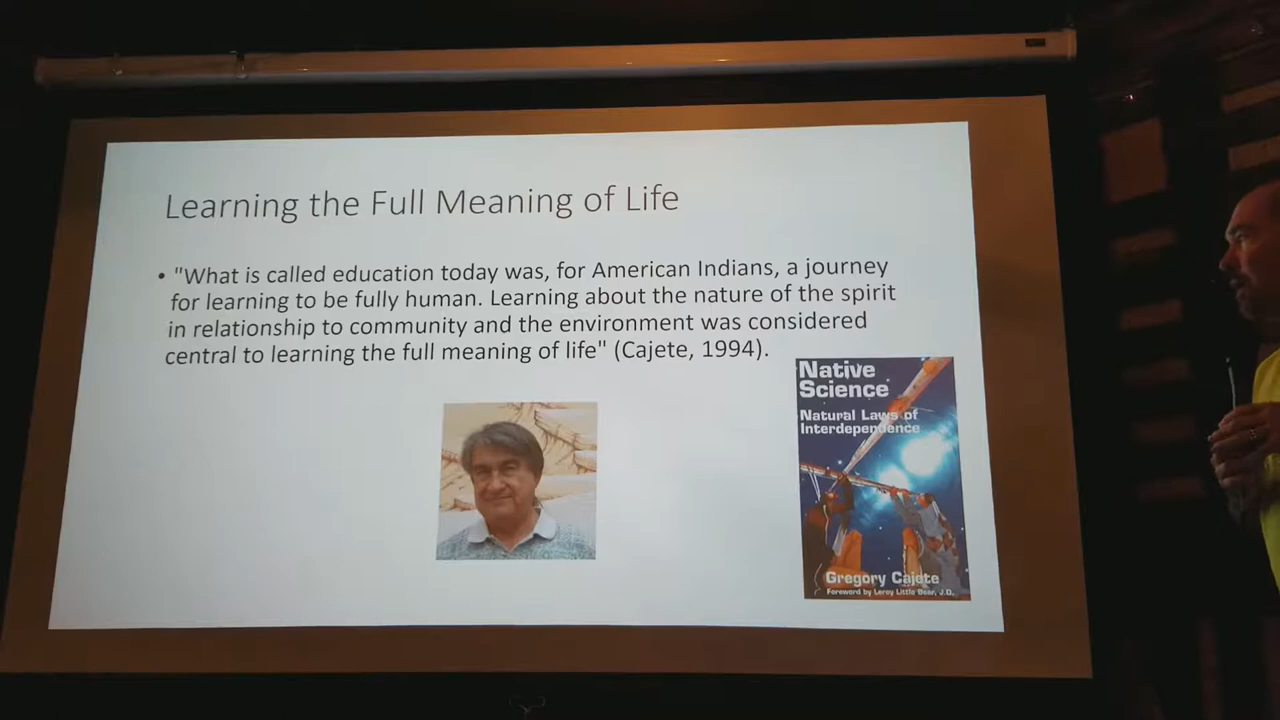 Learning the Full Meaning of Life
• "What is called education today was, for American Indians, a journey
for learning to be fully human. Learning about the nature of the spirit
in relationship to community and the environment was considered
central to learning the full meaning of life" (Cajete, 1994).
Native
Science
Natural Laws of
Interdependence
Gregory Cajete
Foreword by Leroy Little Bear, J.D.